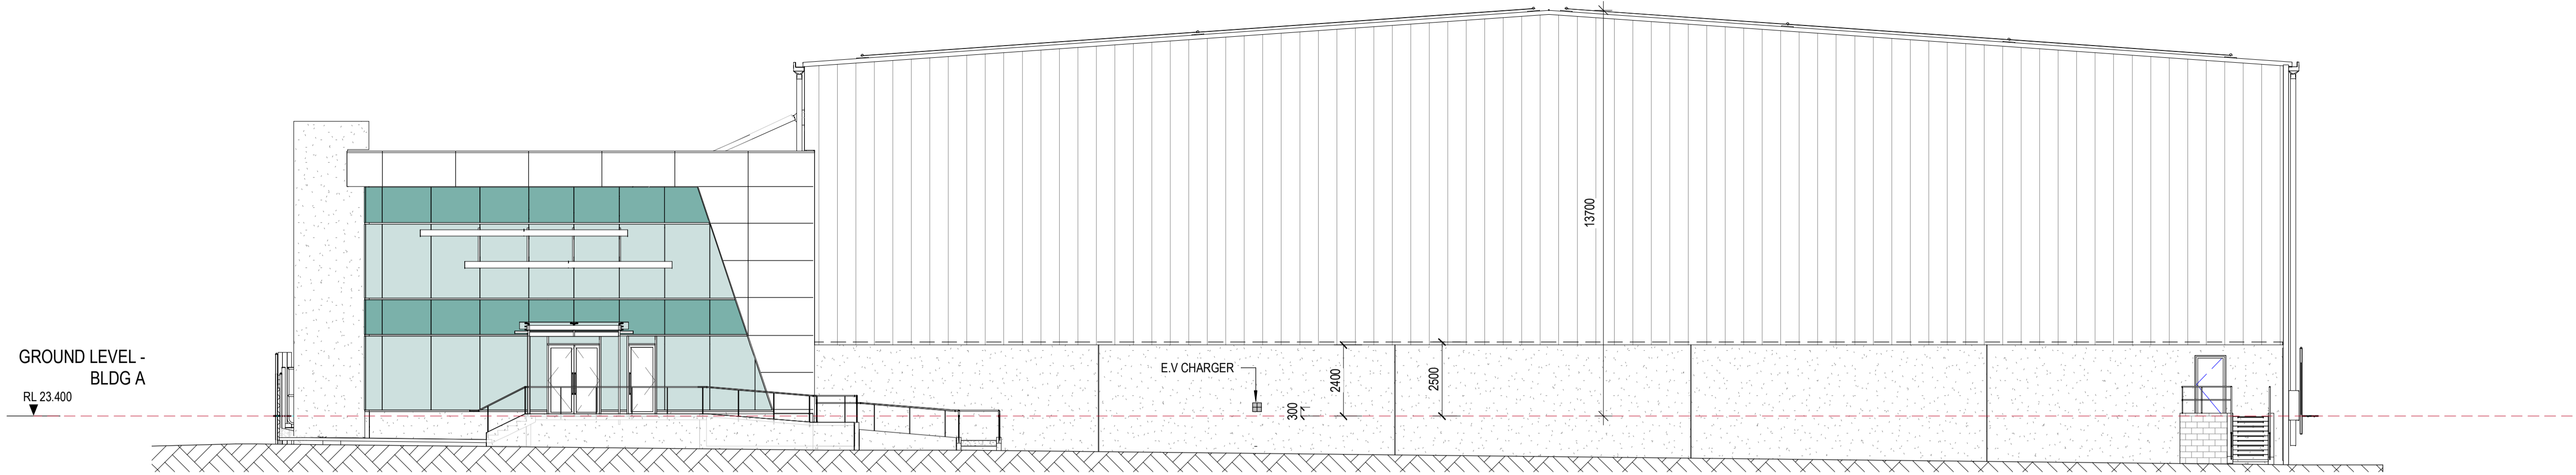 13700
GROUND LEVEL -
BLDG A
RL 23.400
E.V CHARGER
300
2400
2500